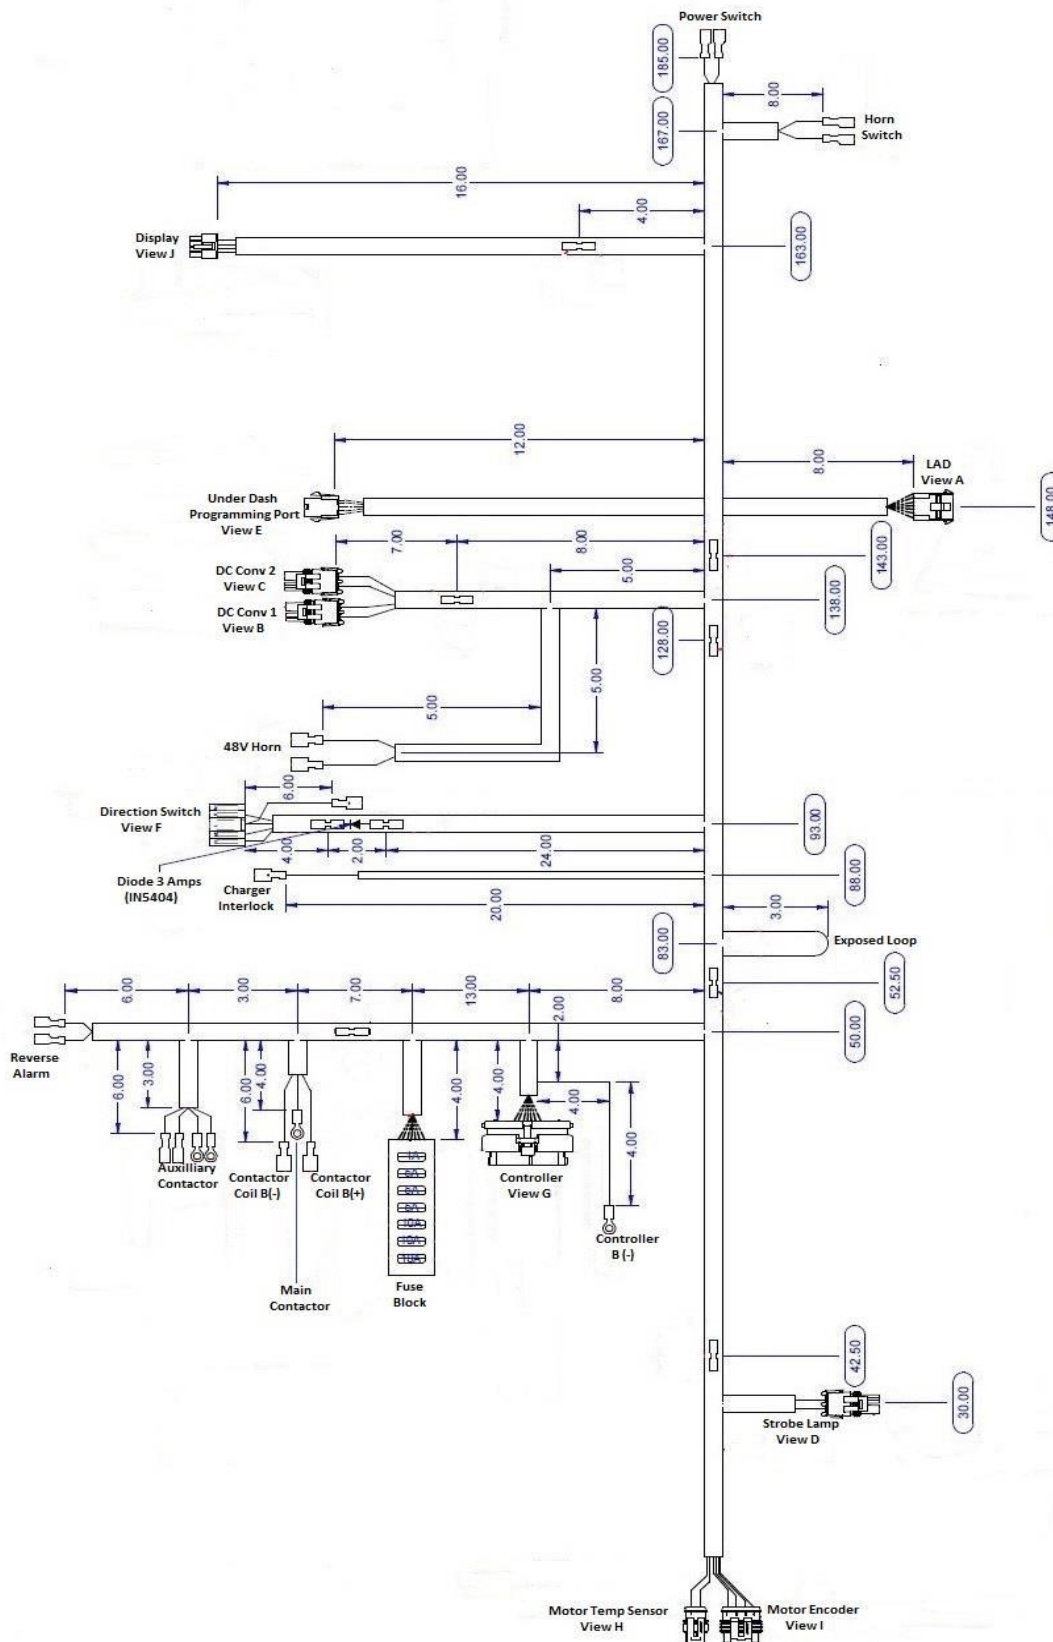 Power Switch
185.00
8.00
167.00
Horn
Switch
16.00
4.00
Display
View J
163.00
12.00
8.00
LAD
View A
Under Dash
Programming Port
View E
148.00
7.00
8.00
143.00
DC Conv 2
View C
5.00
DC Conv 1
View B
138.00
128.00
5.00
5.00
48V Horn
6.00
Direction Switch
View F
93.00
4.00
2.00
24.00
Diode 3 Amps
(IN5404)
Charger
Interlock
88.00
20.00
3.00
83.00
Exposed Loop
52.50
6.00
3.00
7.00
13.00
8.00
2.00
50.00
Reverse
Alarm
6.00
3.00
6.00
4.00
4.00
4.00
4.00
4.00
Auxilliary
Contactor
Contactor
Coil B(-)
Contactor
Coil B(+)
1A
10A
10A
Controller
View G
Controller
B (-)
Main
Contactor
Fuse
Block
42.50
30.00
Strobe Lamp
View D
Motor Temp Sensor
View H
Motor Encoder
View I